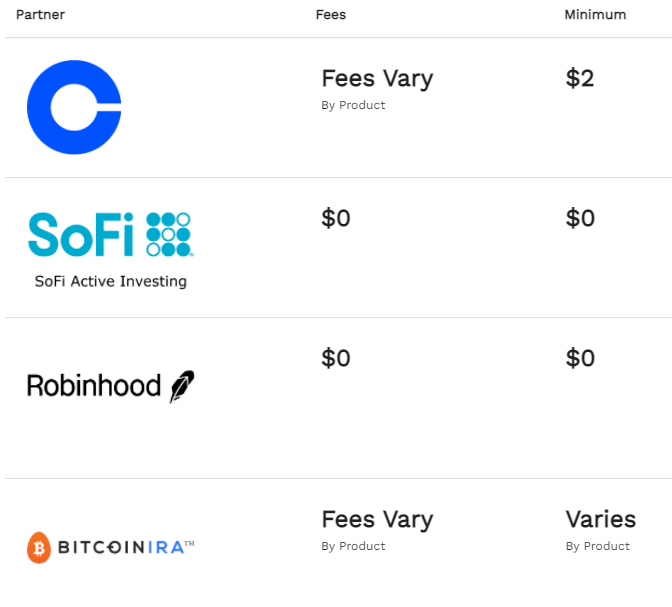 Partner Fees Minimum
Fees Vary $2
By Product
SoFi $0 $0
SoFi Active Investing
$0 $0
Robinhood
Fees Vary Varies
BITCOINIRA™ By Product By Product